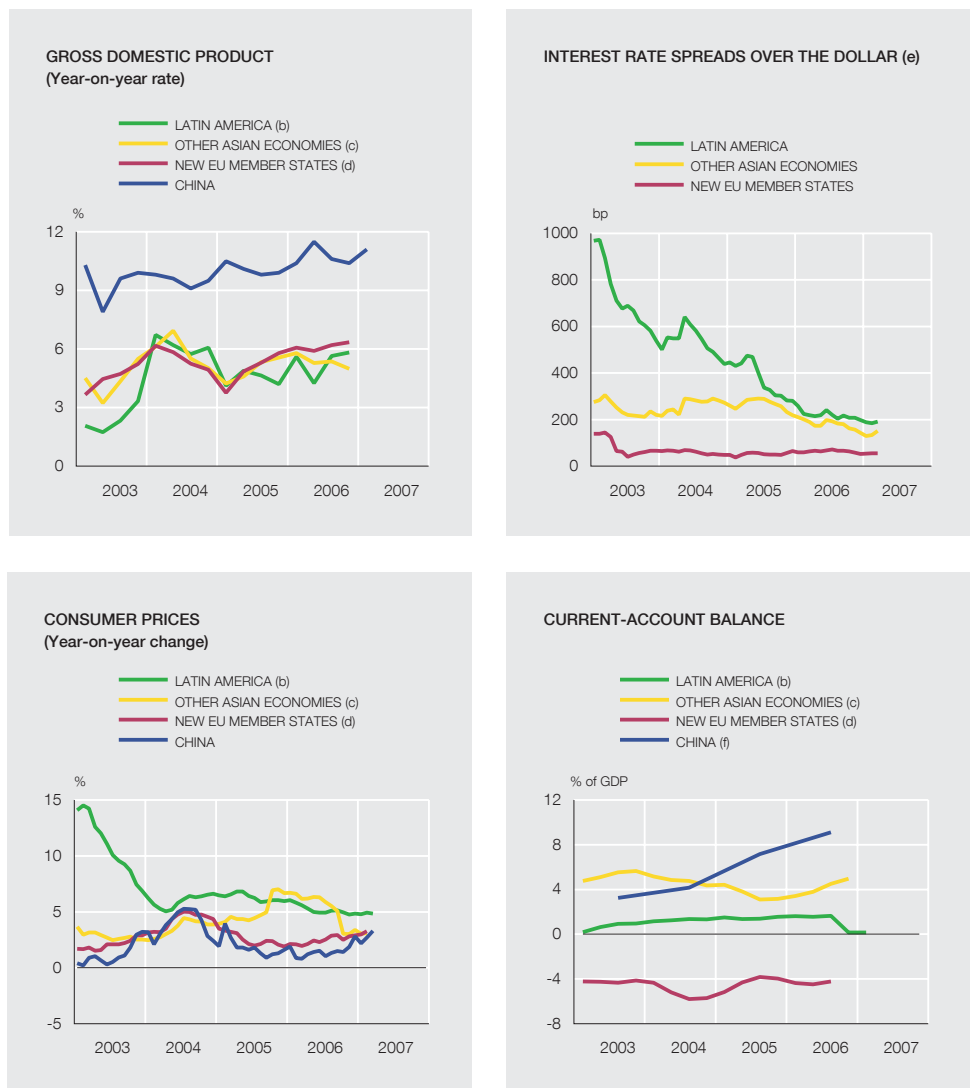 GROSS DOMESTIC PRODUCT
(Year-on-year rate)
LATIN AMERICA (b)
OTHER ASIAN ECONOMIES (c)
NEW EU MEMBER STATES (d)
CHINA
%
12
9
6
3
0
2003 2004 2005 2006 2007
INTEREST RATE SPREADS OVER THE DOLLAR (e)
LATIN AMERICA
OTHER ASIAN ECONOMIES
NEW EU MEMBER STATES
bp
1000
800
600
400
200
0
2003 2004 2005 2006 2007
CONSUMER PRICES
(Year-on-year change)
LATIN AMERICA (b)
OTHER ASIAN ECONOMIES (c)
NEW EU MEMBER STATES (d)
CHINA
%
15
10
5
0
-5
2003 2004 2005 2006 2007
CURRENT-ACCOUNT BALANCE
LATIN AMERICA (b)
OTHER ASIAN ECONOMIES (c)
NEW EU MEMBER STATES (d)
CHINA (f)
% of GDP
12
8
4
0
-4
-8
2003 2004 2005 2006 2007